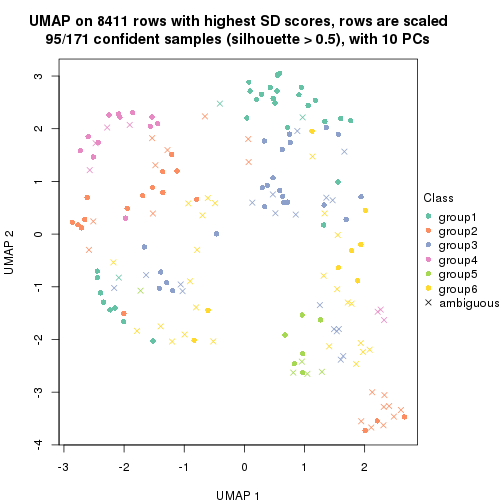 UMAP on 8411 rows with highest SD scores, rows are scaled
95/171 confident samples (silhouette > 0.5), with 10 PCs
3
2
1
0
-1
-2
-3
-4
UMAP 2
-3
-2
-1
0
1
2
UMAP 1
Class
group1
group2
group3
group4
group5
group6
ambiguous